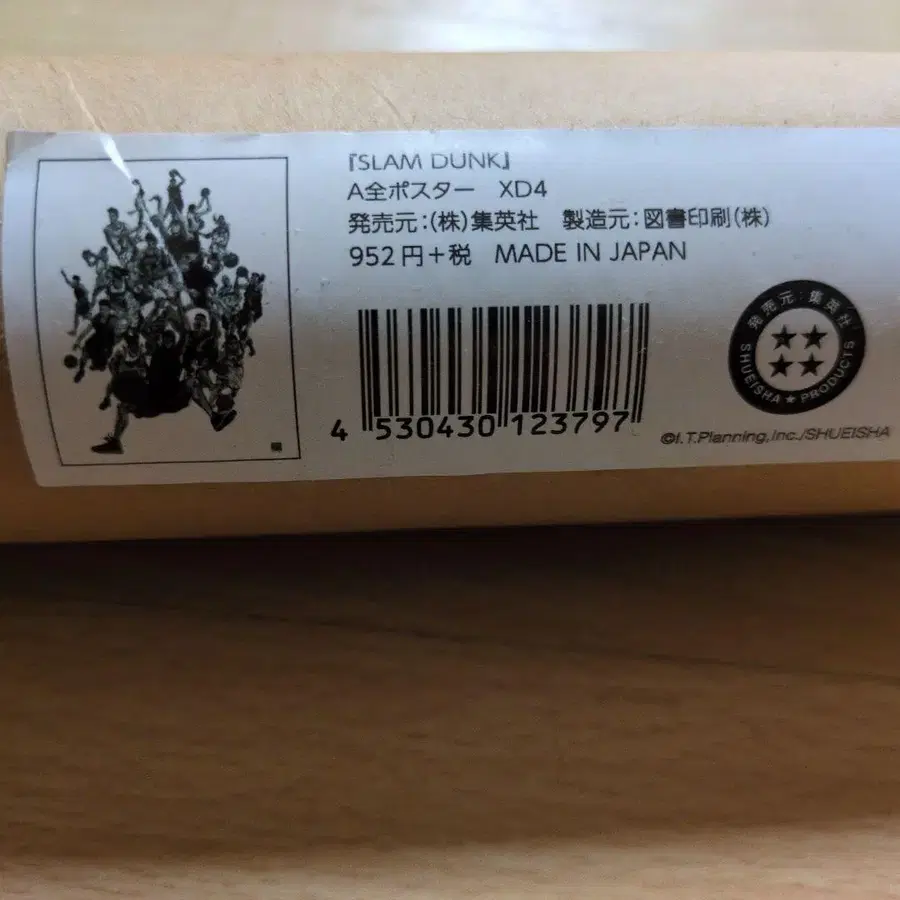 『SLAM DUNK』
A全ポスター XD4
発売元:(株)集英社 製造元:図書印刷(株)
952円+税 MADE IN JAPAN
4 530430 123797
発売元:集英社
SHUEISHA★PRODUCTS
©I.T.Planning,Inc./SHUEISHA